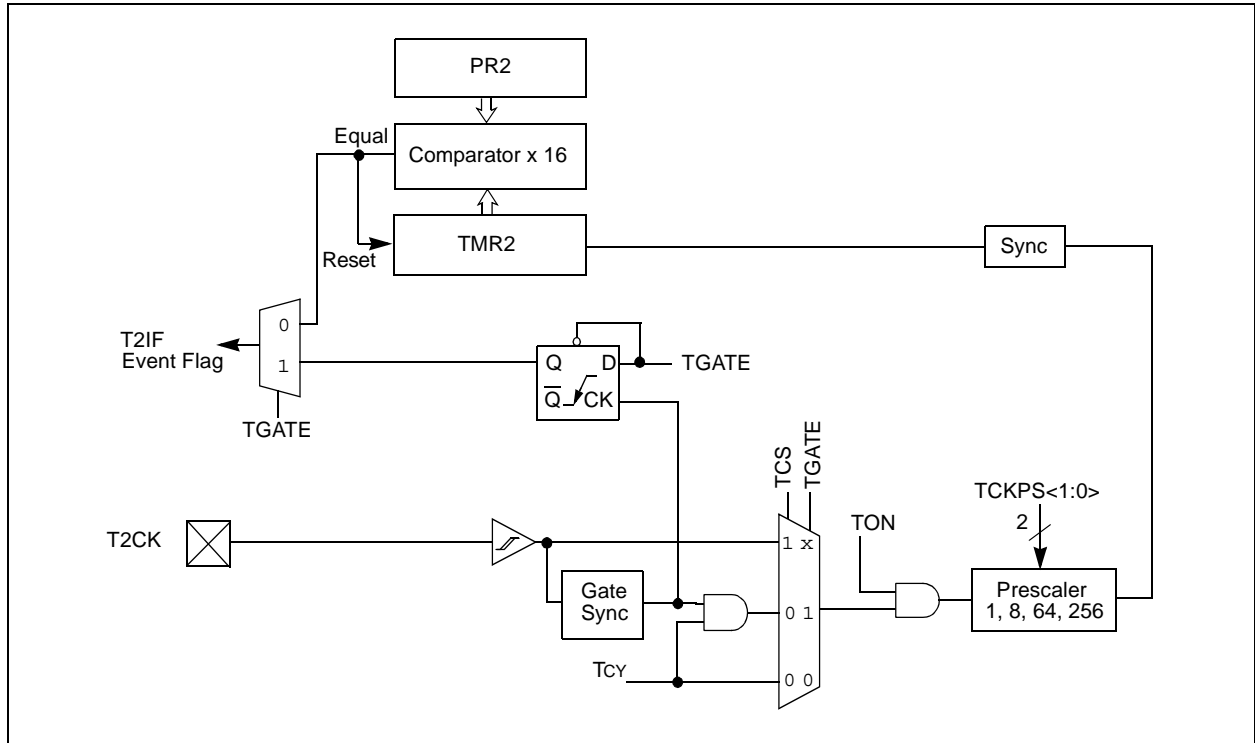 PR2
Equal
Comparator x 16
TMR2
Reset
Sync
0
T2IF
Event Flag
1
Q
D
TGATE
Q̅
CK
TGATE
TCS
TGATE
TCKPS<1:0>
2
TON
T2CK
1 x
Gate
Sync
Prescaler
1, 8, 64, 256
0 1
TCY
0 0